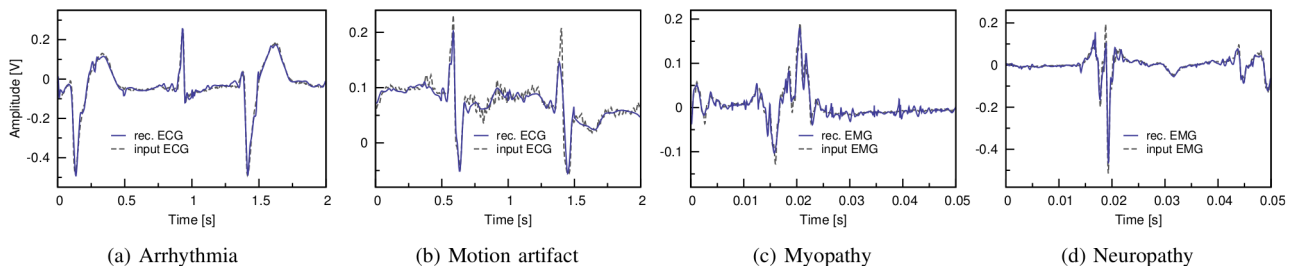 Amplitude [V]
0.2
0
-0.2
-0.4
rec. ECG
input ECG
0 0.5 1 1.5 2
Time [s]
(a) Arrhythmia
0.2
0.1
0
rec. ECG
input ECG
0 0.5 1 1.5 2
Time [s]
(b) Motion artifact
0.2
0.1
0
-0.1
rec. EMG
input EMG
0 0.01 0.02 0.03 0.04 0.05
Time [s]
(c) Myopathy
0.2
0
-0.2
-0.4
rec. EMG
input EMG
0 0.01 0.02 0.03 0.04 0.05
Time [s]
(d) Neuropathy